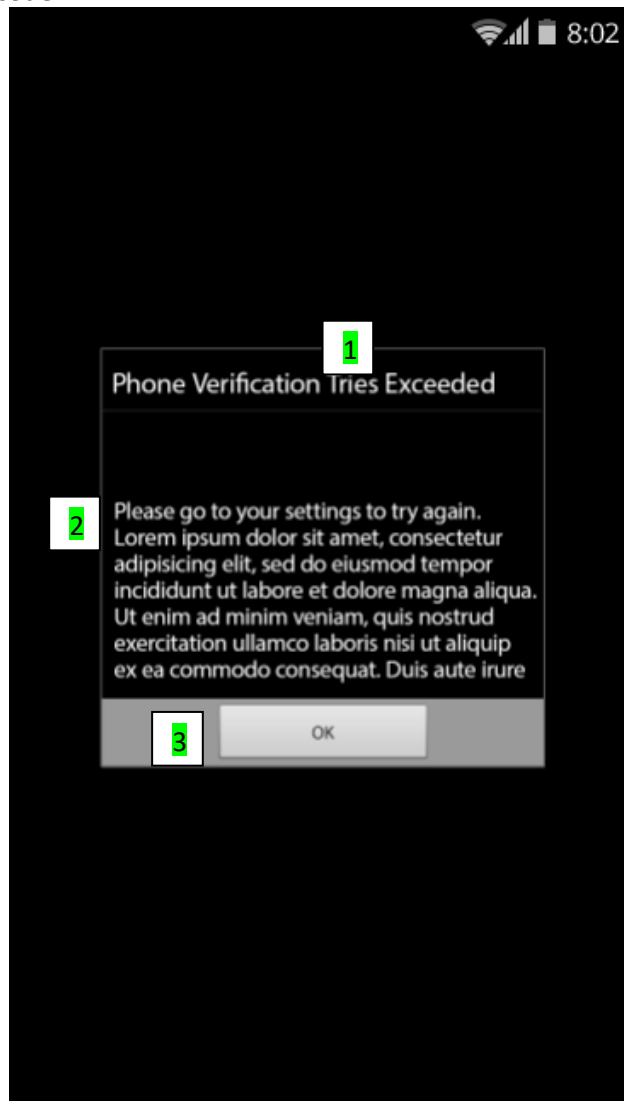 8:02
1
Phone Verification Tries Exceeded
2
Please go to your settings to try again.
Lorem ipsum dolor sit amet, consectetur
adipisicing elit, sed do eiusmod tempor
incididunt ut labore et dolore magna aliqua.
Ut enim ad minim veniam, quis nostrud
exercitation ullamco laboris nisi ut aliquip
ex ea commodo consequat. Duis aute irure
3
OK